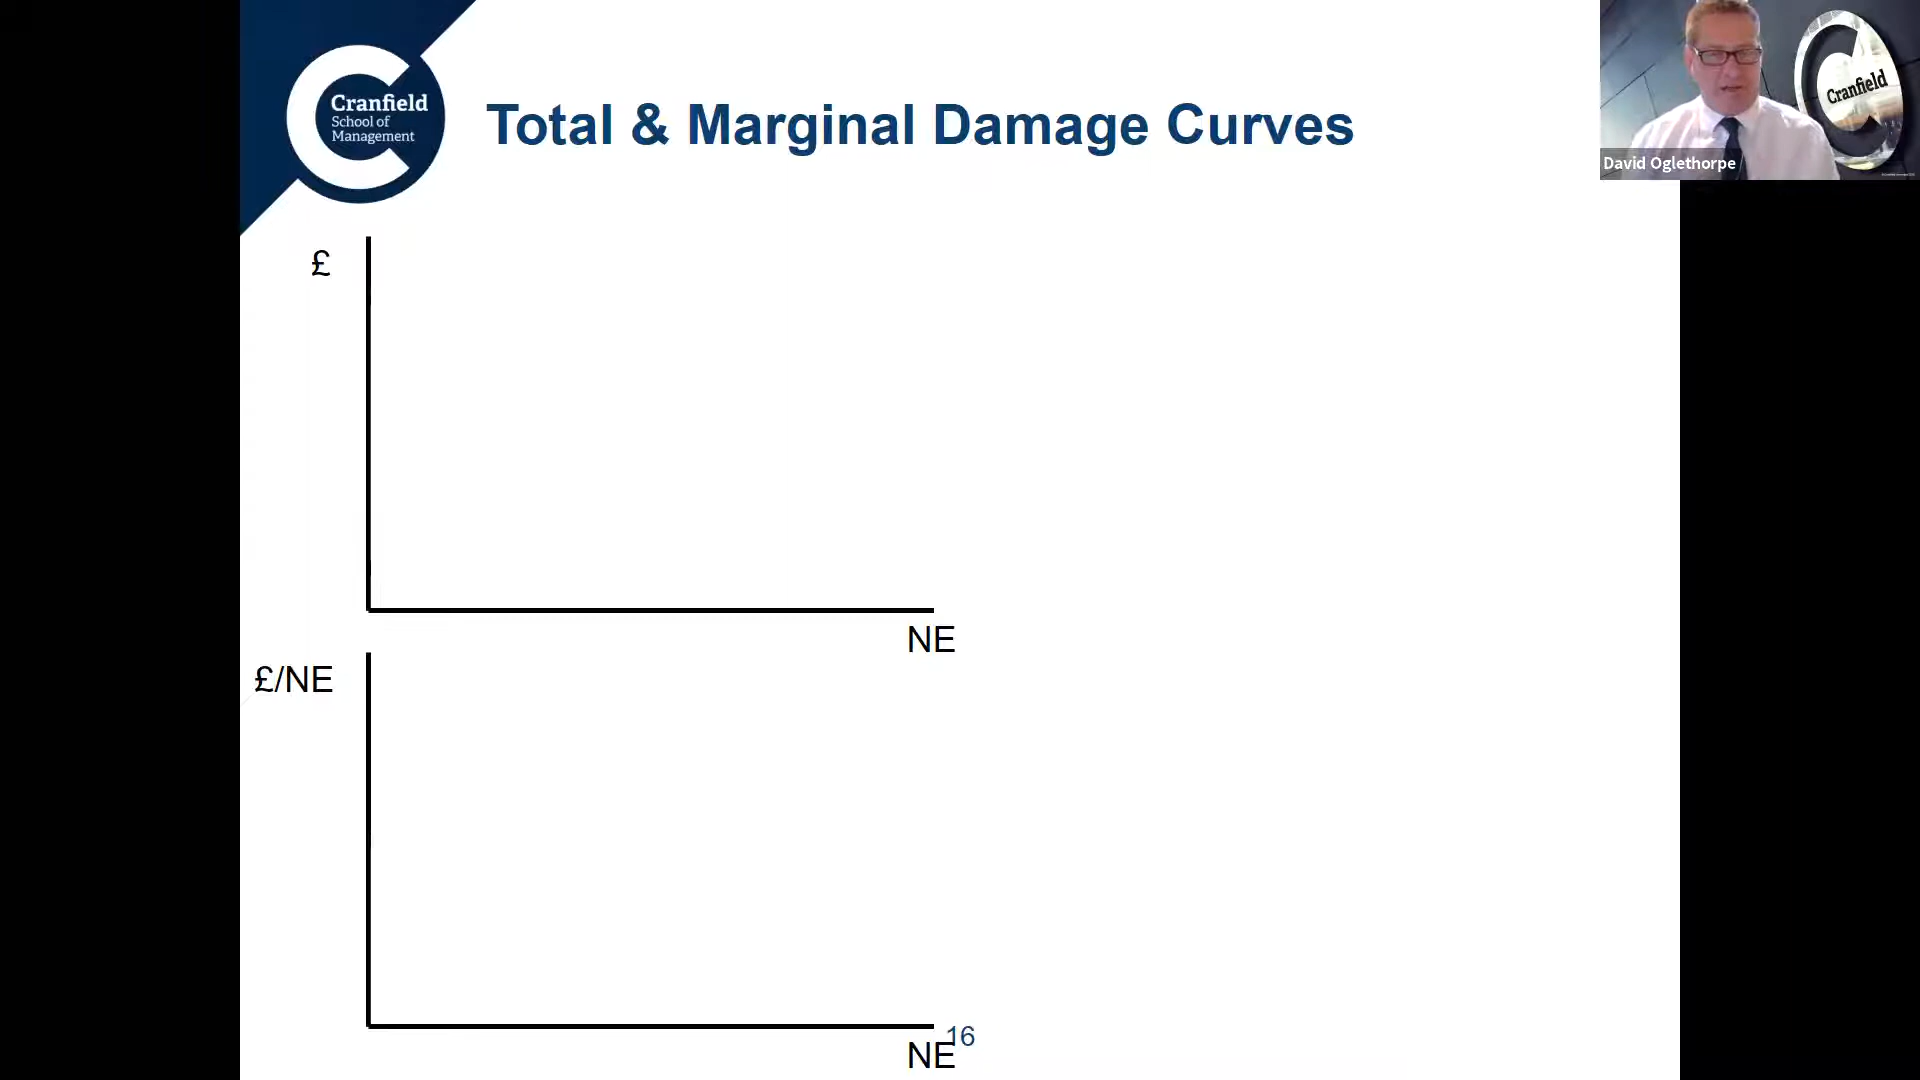 Cranfield
School of
Management
Total & Marginal Damage Curves
Cranfield
David Oglethorpe
£
NE
£/NE
16
NE